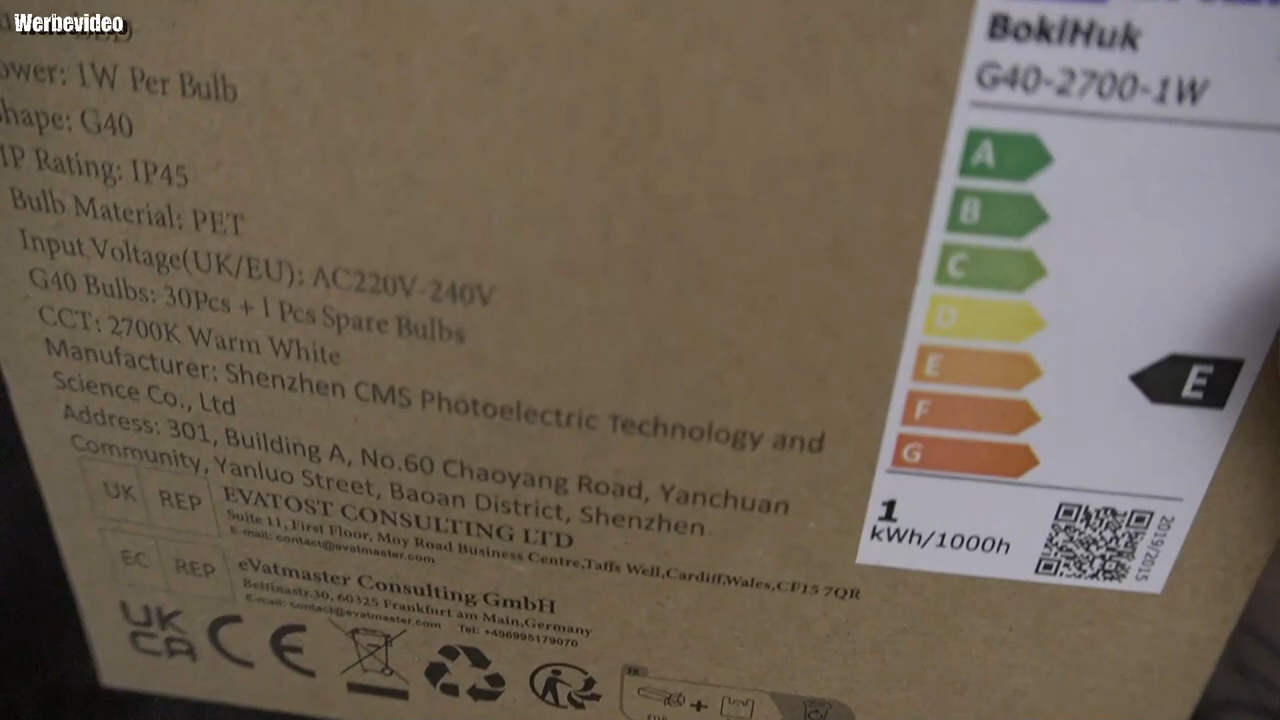 Werbevideo
Power: 1W Per Bulb
Shape: G40
IP Rating: IP45
Bulb Material: PET
Input Voltage(UK/EU): AC220V-240V
G40 Bulbs: 30Pcs + 1 Pcs Spare Bulbs
CCT: 2700K Warm White
Manufacturer: Shenzhen CMS Photoelectric Technology and
Science Co., Ltd
Address: 301, Building A, No.60 Chaoyang Road, Yanchuan
Community, Yanluo Street, Baoan District, Shenzhen
UK REP
EVATOST CONSULTING LTD
Suite 11, First Floor, Moy Road Business Centre,Taffs Well,Cardiff,Wales,CF15 7QR
E-mail: contact@evatmaster.com
EC REP
eVatmaster Consulting GmbH
Bettinastr.30, 60325 Frankfurt am Main,Germany
E-mail: contact@evatmaster.com Tel: +496995179070
UK
CA
CE
FR
+
BokiHuk
G40-2700-1W
A
B
C
D
E
F
G
E
1
kWh/1000h
2019/2015